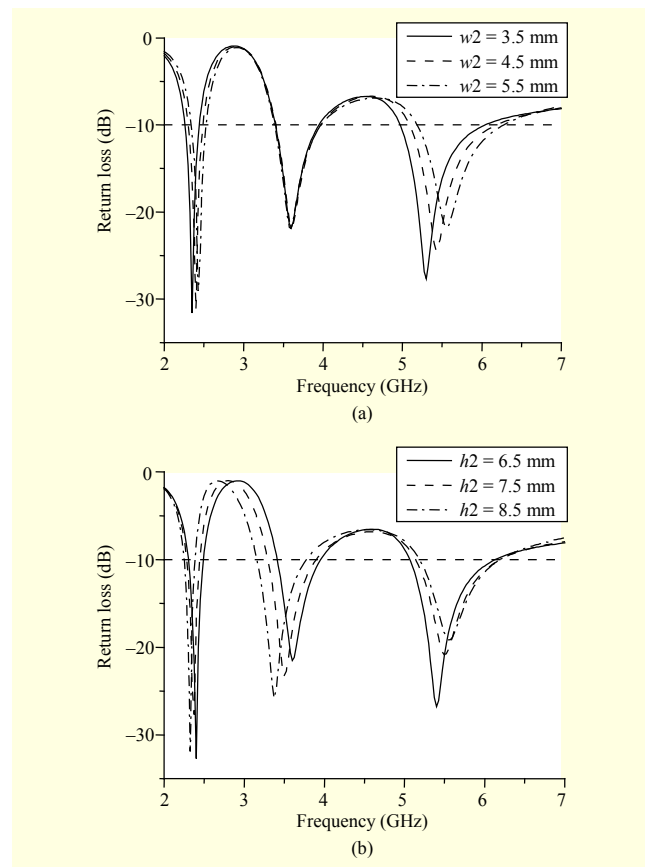 w2 = 3.5 mm
w2 = 4.5 mm
w2 = 5.5 mm
0
−10
−20
−30
Return loss (dB)
2 3 4 5 6 7
Frequency (GHz)
(a)
h2 = 6.5 mm
h2 = 7.5 mm
h2 = 8.5 mm
0
−10
−20
−30
Return loss (dB)
2 3 4 5 6 7
Frequency (GHz)
(b)